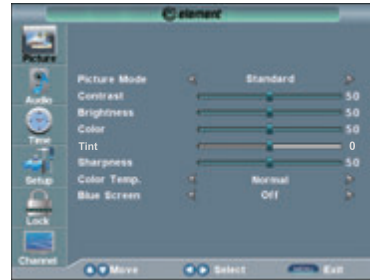 element
Picture
Picture Mode Standard
Contrast 50
Audio
Brightness 50
Color 50
Time
Tint 0
Sharpness 50
Setup
Color Temp. Normal
Blue Screen Off
Lock
Channel
Move Select MENU Exit